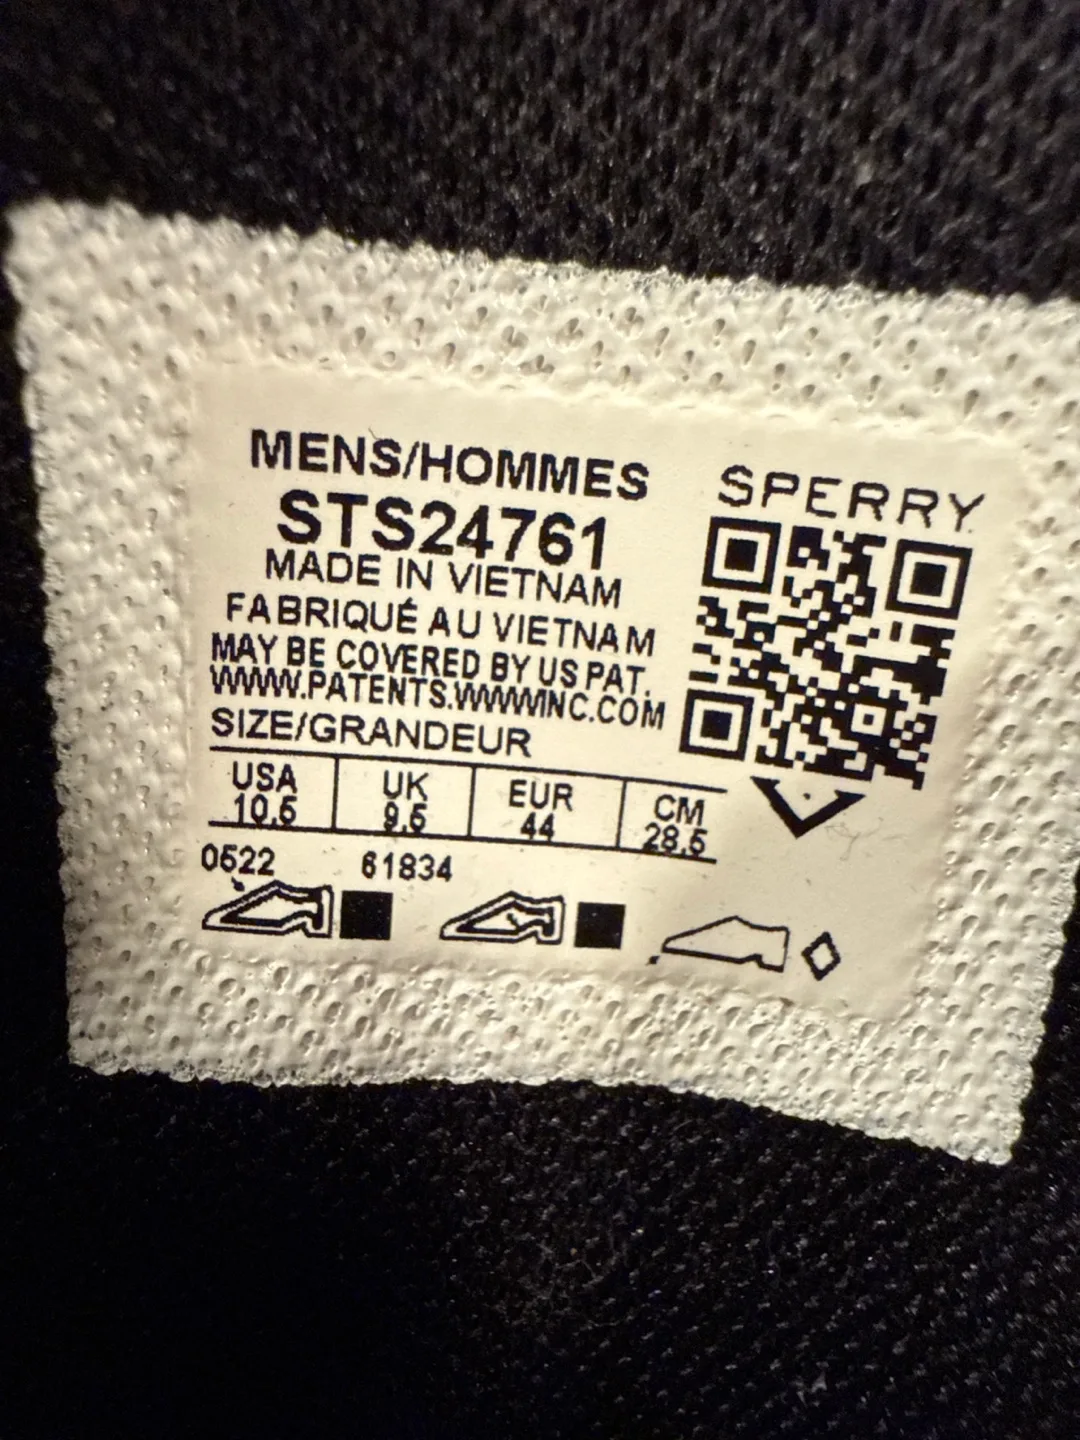 MENS/HOMMES
STS24761
MADE IN VIETNAM
FABRIQUÉ AU VIETNAM
MAY BE COVERED BY US PAT.
WWW.PATENTS.WWWINC.COM
SIZE/GRANDEUR
USA UK EUR CM
10.5 9.5 44 28.5
0522 61834
SPERRY